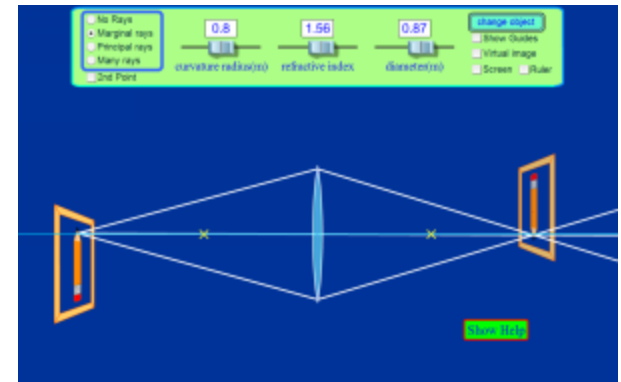 No Rays
Marginal rays
Principal rays
Many rays
2nd Point
0.8
curvature radius(m)
1.56
refractive index
0.87
diameter(m)
change object
Show Guides
Virtual image
Screen
Ruler
Show Help